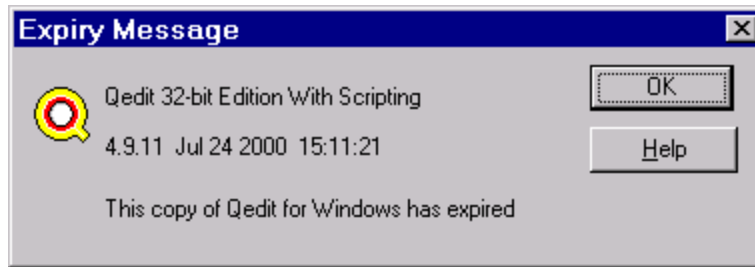 Expiry Message
Qedit 32-bit Edition With Scripting
OK
4.9.11 Jul 24 2000 15:11:21
Help
This copy of Qedit for Windows has expired